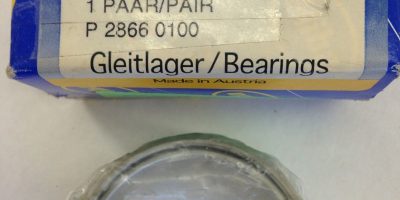 1 PAAR/PAIR
P 2866 0100
Gleitlager/Bearings
Made in Austria